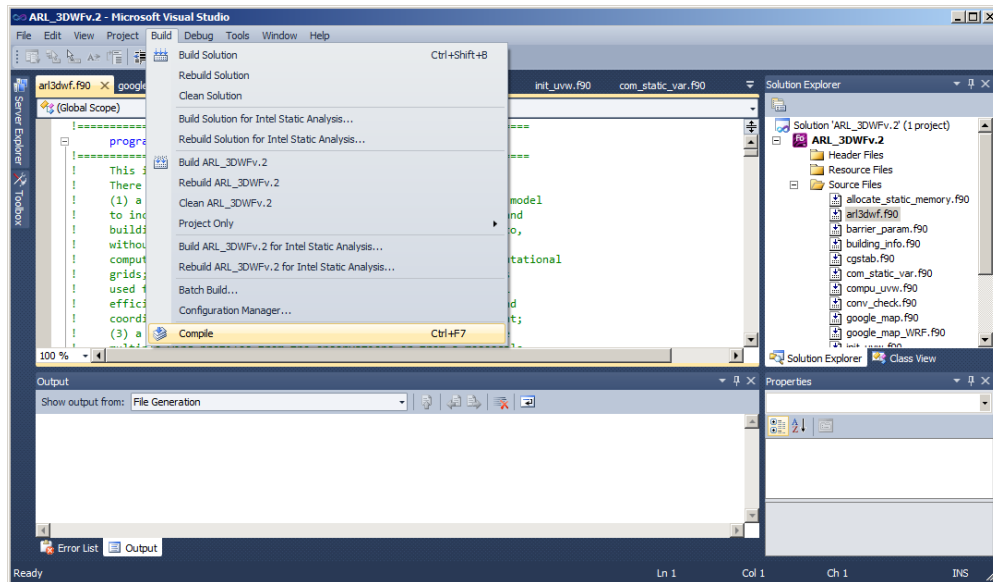 ARL_3DWFv.2 - Microsoft Visual Studio
File Edit View Project Build Debug Tools Window Help
Build Solution Ctrl+Shift+B
Rebuild Solution
Clean Solution
Build Solution for Intel Static Analysis...
Rebuild Solution for Intel Static Analysis...
Build ARL_3DWFv.2
Rebuild ARL_3DWFv.2
Clean ARL_3DWFv.2
Project Only
Build ARL_3DWFv.2 for Intel Static Analysis...
Rebuild ARL_3DWFv.2 for Intel Static Analysis...
Batch Build...
Configuration Manager...
Compile Ctrl+F7
Server Explorer
Toolbox
arl3dwf.f90 google init_uvw.f90 com_static_var.f90
(Global Scope)
!========== ===
progra
!========== ===
! This i
! There
! (1) a model
! to inc nd
! buildi to,
! withou
! comput tational
! grids;
! used f
! effici d
! coordi t;
! (3) a
100 %
Solution Explorer
Solution 'ARL_3DWFv.2' (1 project)
ARL_3DWFv.2
Header Files
Resource Files
Source Files
allocate_static_memory.f90
arl3dwf.f90
barrier_param.f90
building_info.f90
cgstab.f90
com_static_var.f90
compu_uvw.f90
conv_check.f90
google_map.f90
google_map_WRF.f90
init_uvw.f90
Solution Explorer Class View
Output
Show output from: File Generation
Properties
Error List Output
Ready Ln 1 Col 1 Ch 1 INS